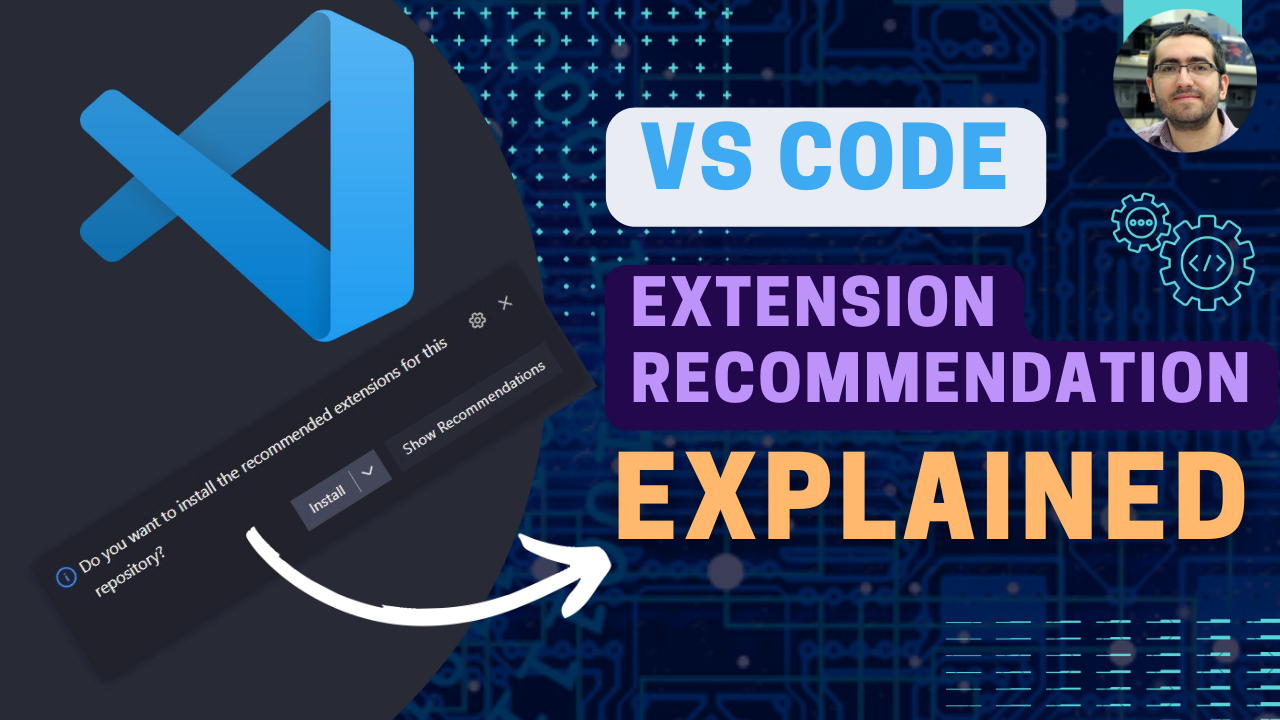 VS CODE
EXTENSION
RECOMMENDATION
EXPLAINED
Do you want to install the recommended extensions for this
repository?
Install
Show Recommendations